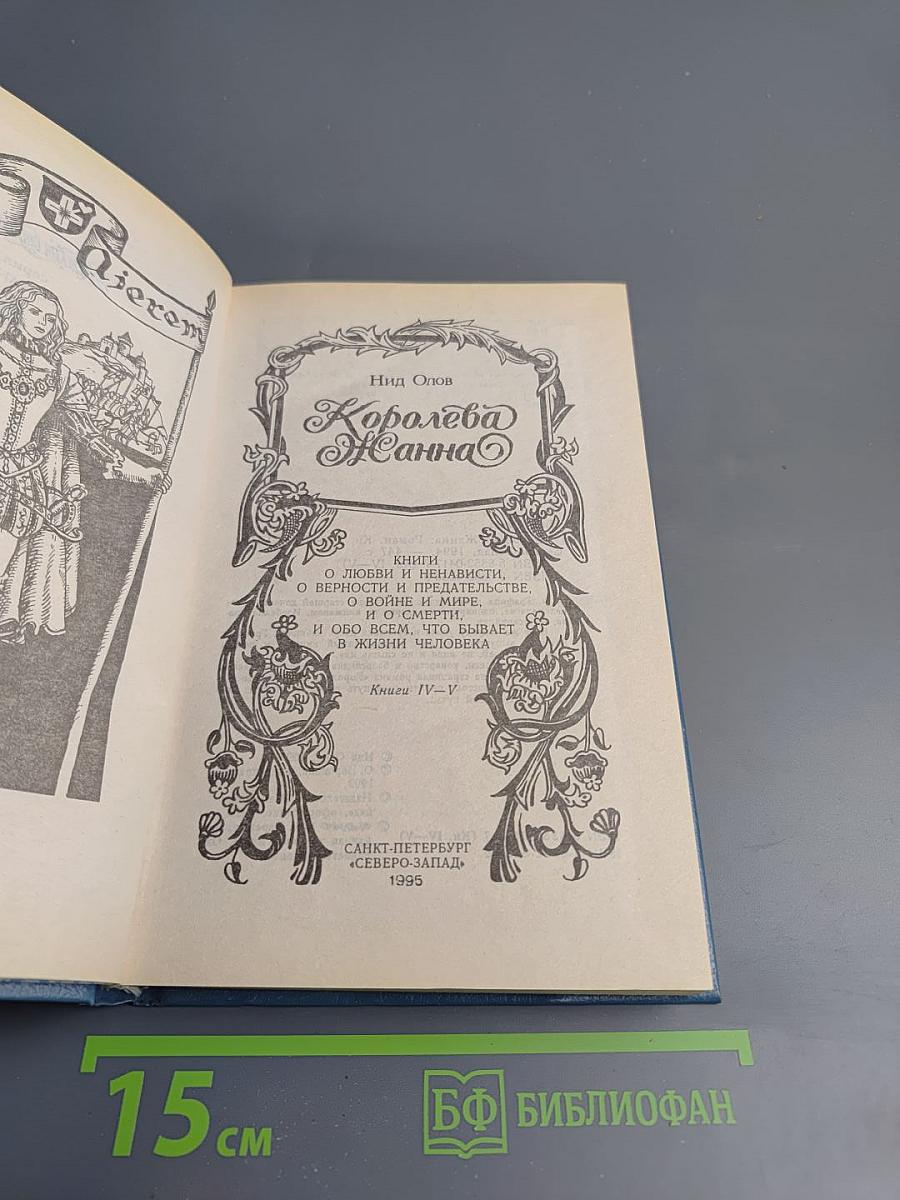 Ajerem
Нид Олов
Королева
Жанна
КНИГИ
О ЛЮБВИ И НЕНАВИСТИ,
О ВЕРНОСТИ И ПРЕДАТЕЛЬСТВЕ,
О ВОЙНЕ И МИРЕ,
И О СМЕРТИ,
И ОБО ВСЕМ, ЧТО БЫВАЕТ
В ЖИЗНИ ЧЕЛОВЕКА
Книги IV—V
САНКТ-ПЕТЕРБУРГ
«СЕВЕРО-ЗАПАД»
1995
15 см
БФ БИБЛИОФАН